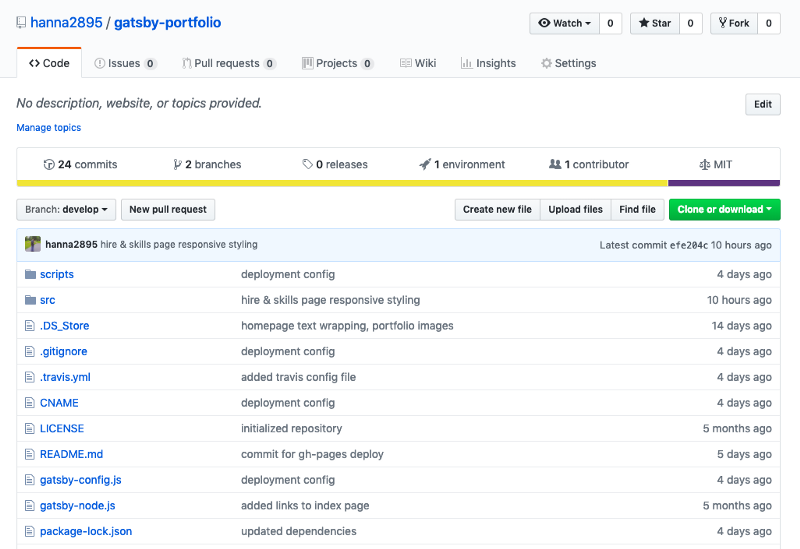 hanna2895 / gatsby-portfolio Watch 0 Star 0 Fork 0
Code Issues 0 Pull requests 0 Projects 0 Wiki Insights Settings
No description, website, or topics provided. Edit
Manage topics
24 commits 2 branches 0 releases 1 environment 1 contributor MIT
Branch: develop New pull request Create new file Upload files Find file Clone or download
hanna2895 hire & skills page responsive styling Latest commit efe204c 10 hours ago
scripts deployment config 4 days ago
src hire & skills page responsive styling 10 hours ago
.DS_Store homepage text wrapping, portfolio images 14 days ago
.gitignore deployment config 4 days ago
.travis.yml added travis config file 4 days ago
CNAME deployment config 4 days ago
LICENSE initialized repository 5 months ago
README.md commit for gh-pages deploy 5 days ago
gatsby-config.js deployment config 4 days ago
gatsby-node.js added links to index page 5 months ago
package-lock.json updated dependencies 4 days ago